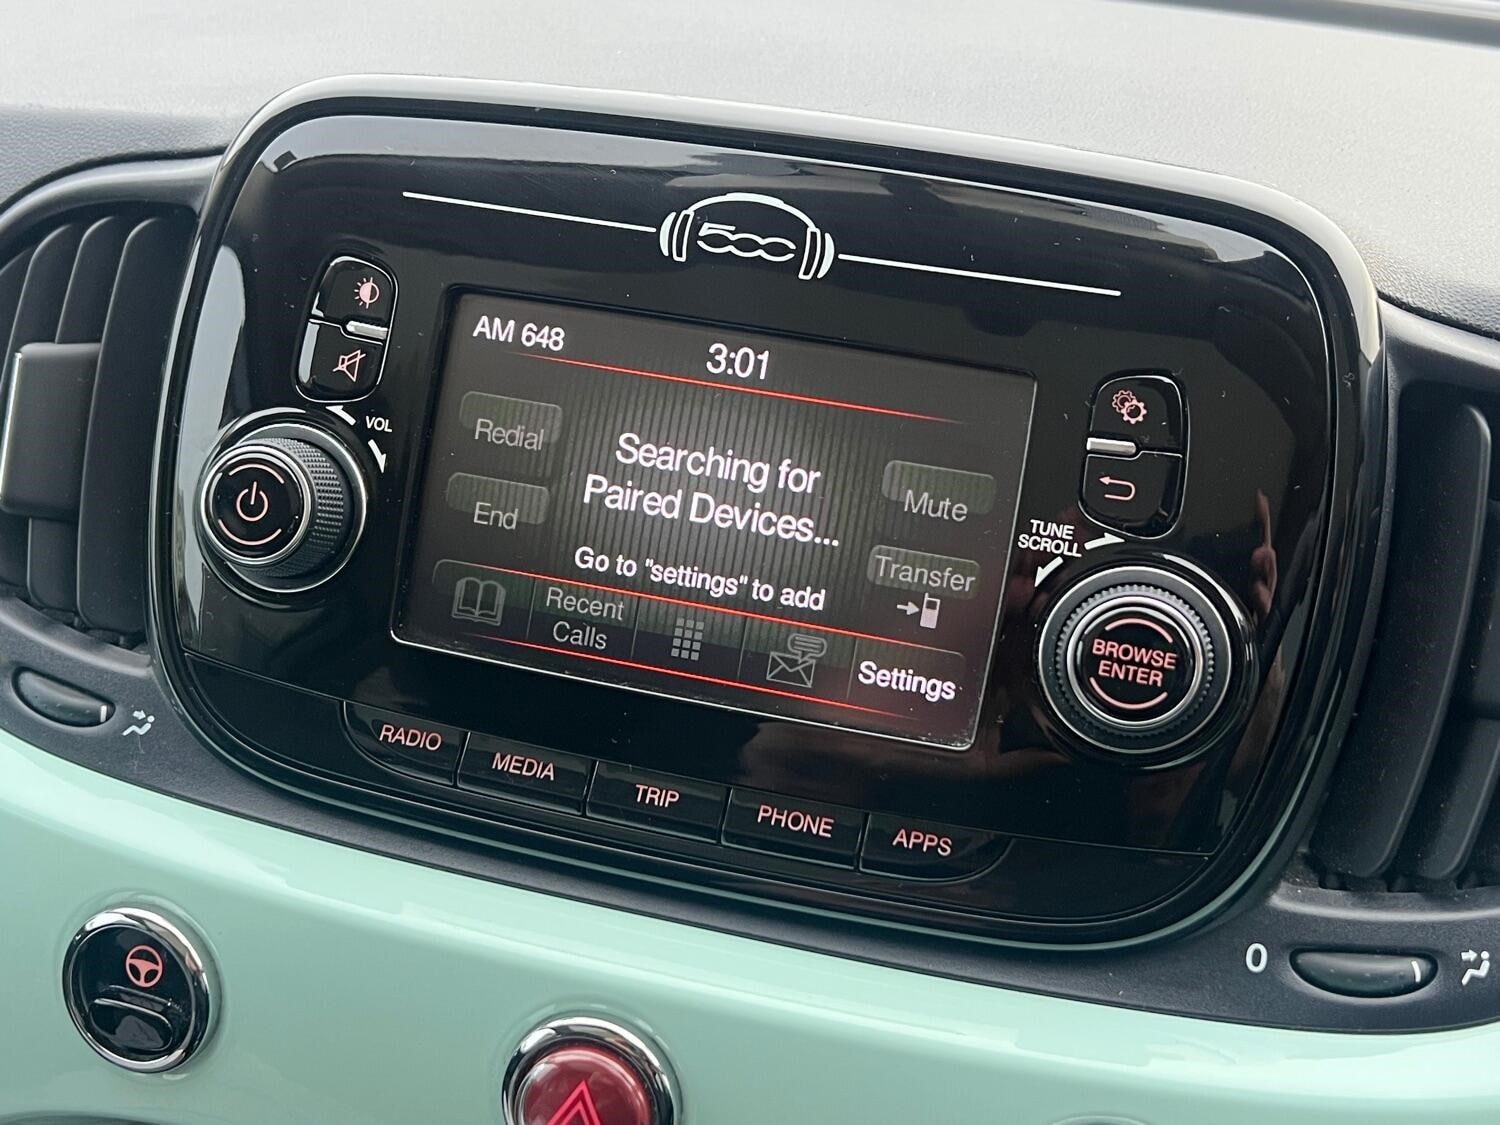 500
AM 648
3:01
VOL
Redial
Searching for
Paired Devices...
Mute
End
TUNE
SCROLL
Go to "settings" to add
Transfer
Recent
Calls
Settings
BROWSE
ENTER
RADIO
MEDIA
TRIP
PHONE
APPS
0